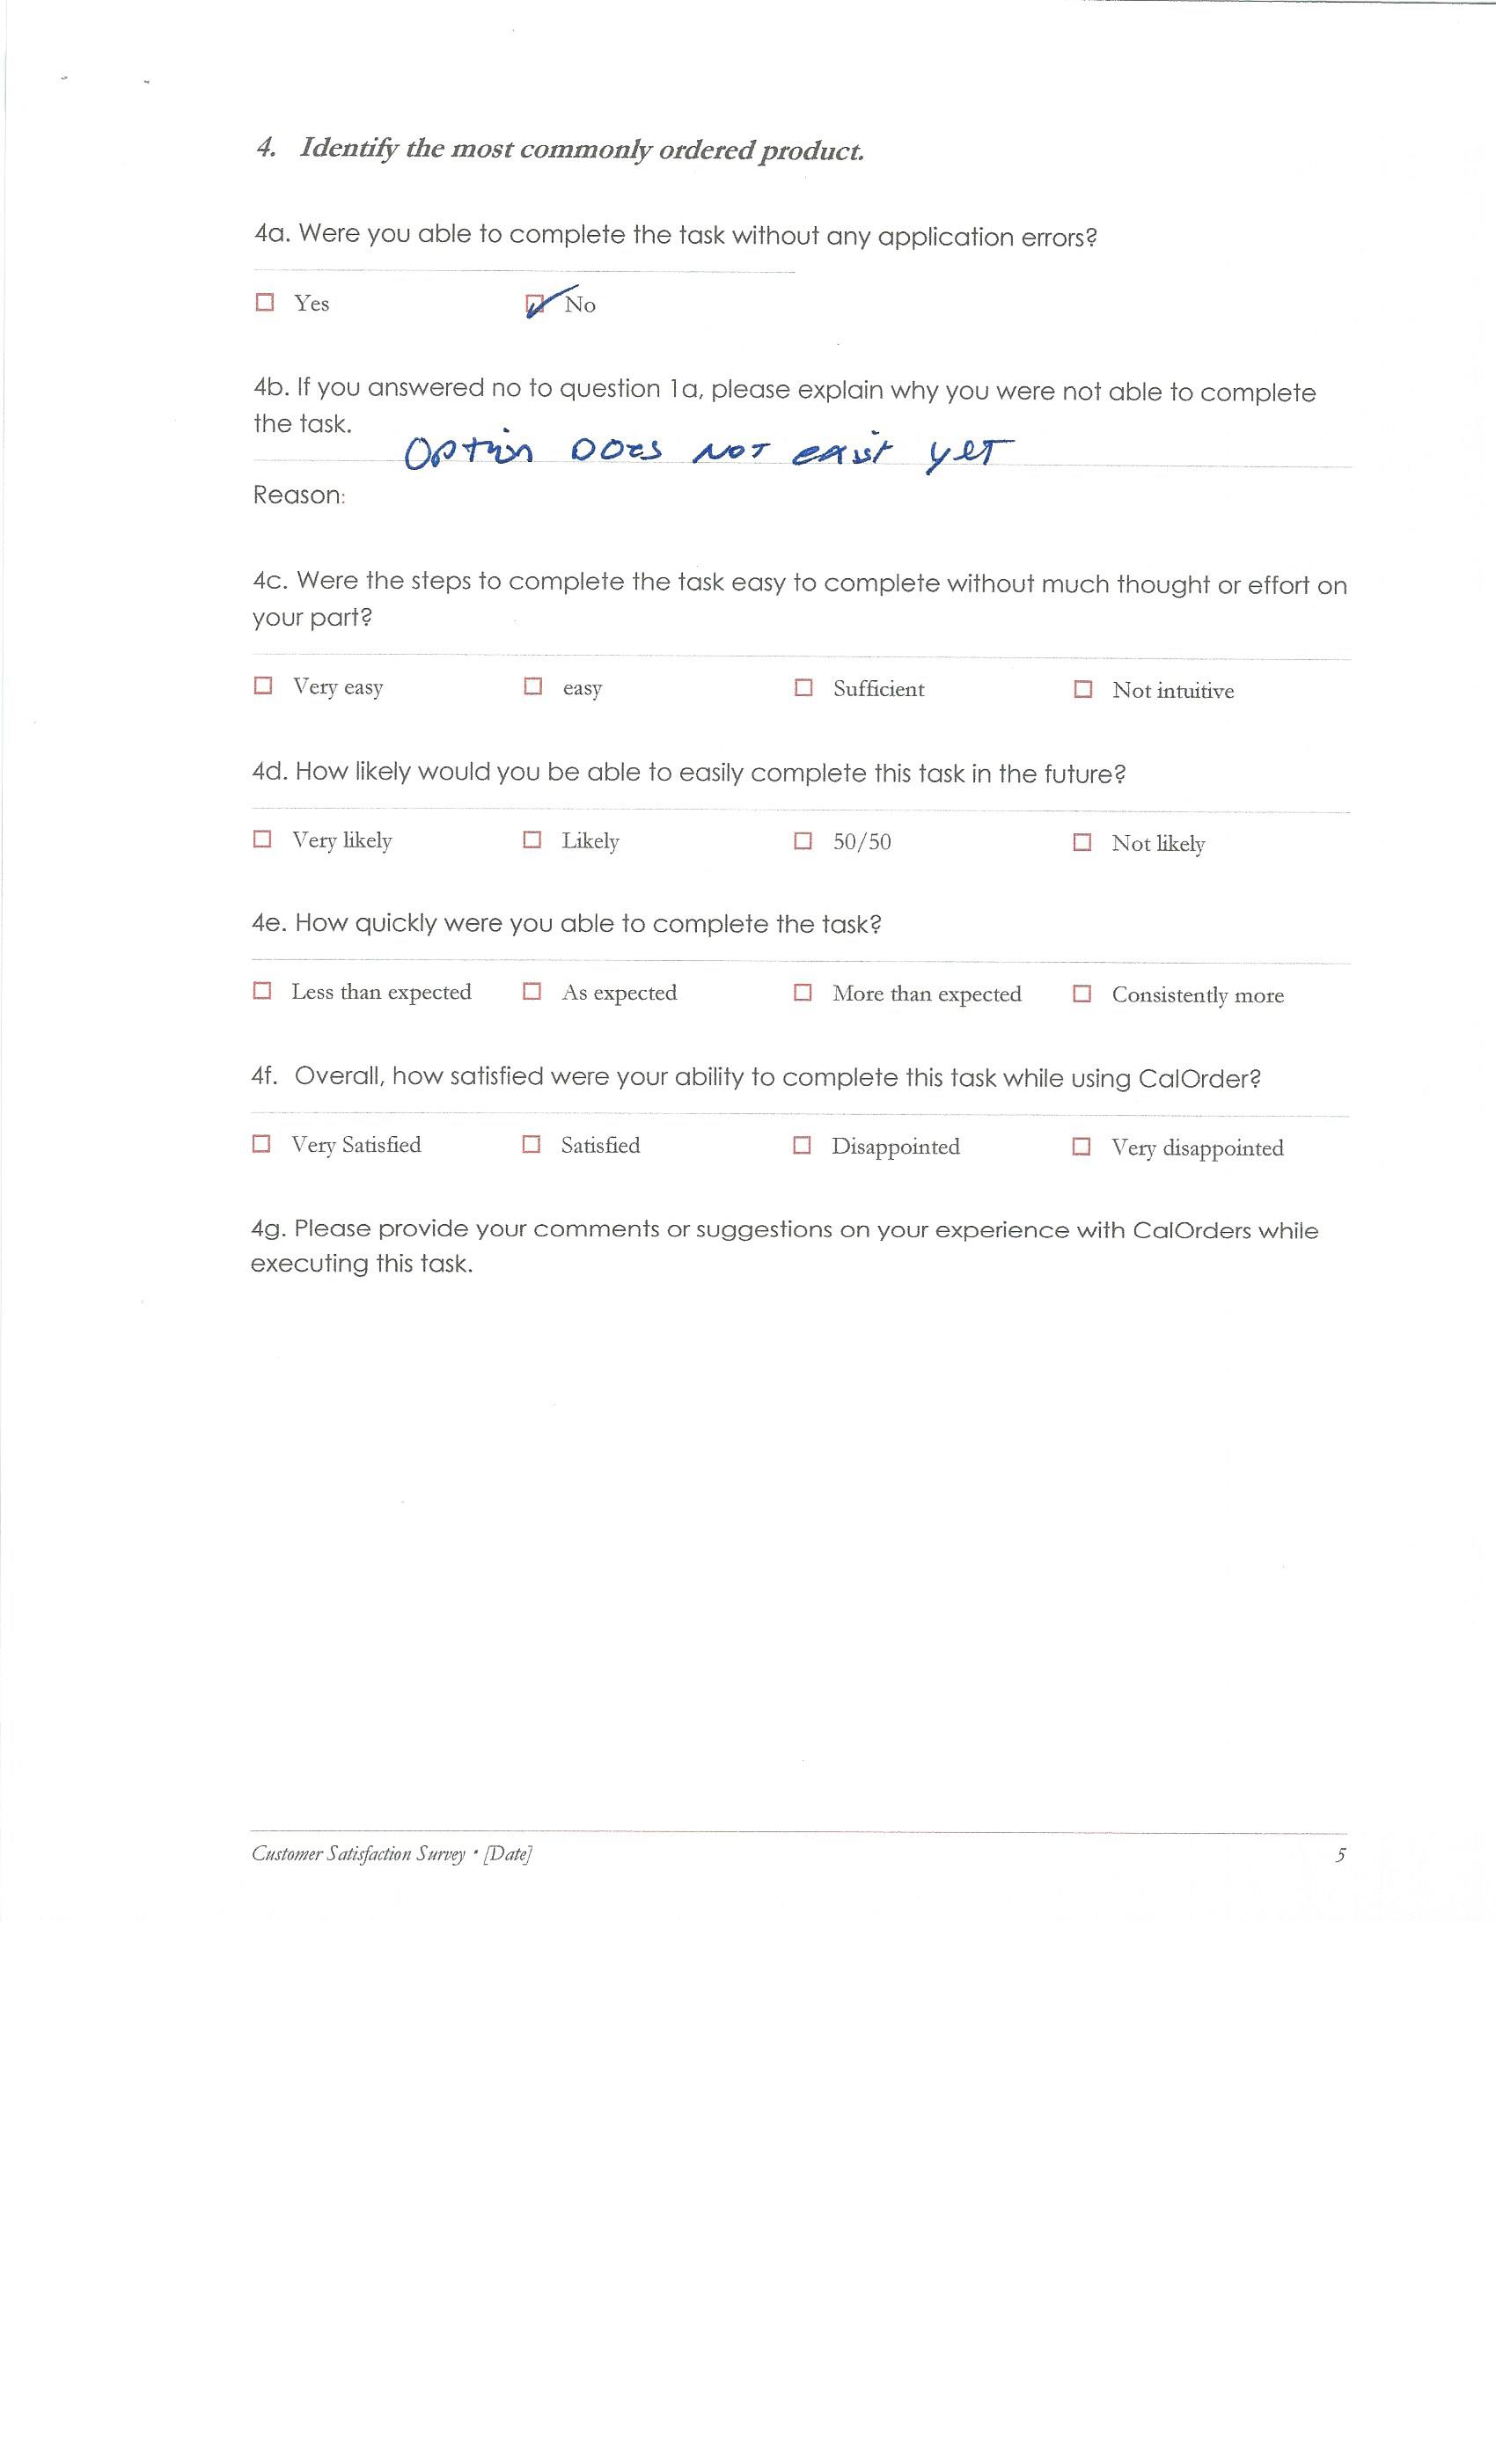 4. Identify the most commonly ordered product.
4a. Were you able to complete the task without any application errors?
☐ Yes ☑ No
4b. If you answered no to question 1a, please explain why you were not able to complete
the task.
Option Does Not exist yet
Reason:
4c. Were the steps to complete the task easy to complete without much thought or effort on
your part?
☐ Very easy ☐ easy ☐ Sufficient ☐ Not intuitive
4d. How likely would you be able to easily complete this task in the future?
☐ Very likely ☐ Likely ☐ 50/50 ☐ Not likely
4e. How quickly were you able to complete the task?
☐ Less than expected ☐ As expected ☐ More than expected ☐ Consistently more
4f. Overall, how satisfied were your ability to complete this task while using CalOrder?
☐ Very Satisfied ☐ Satisfied ☐ Disappointed ☐ Very disappointed
4g. Please provide your comments or suggestions on your experience with CalOrders while
executing this task.
Customer Satisfaction Survey • [Date] 5